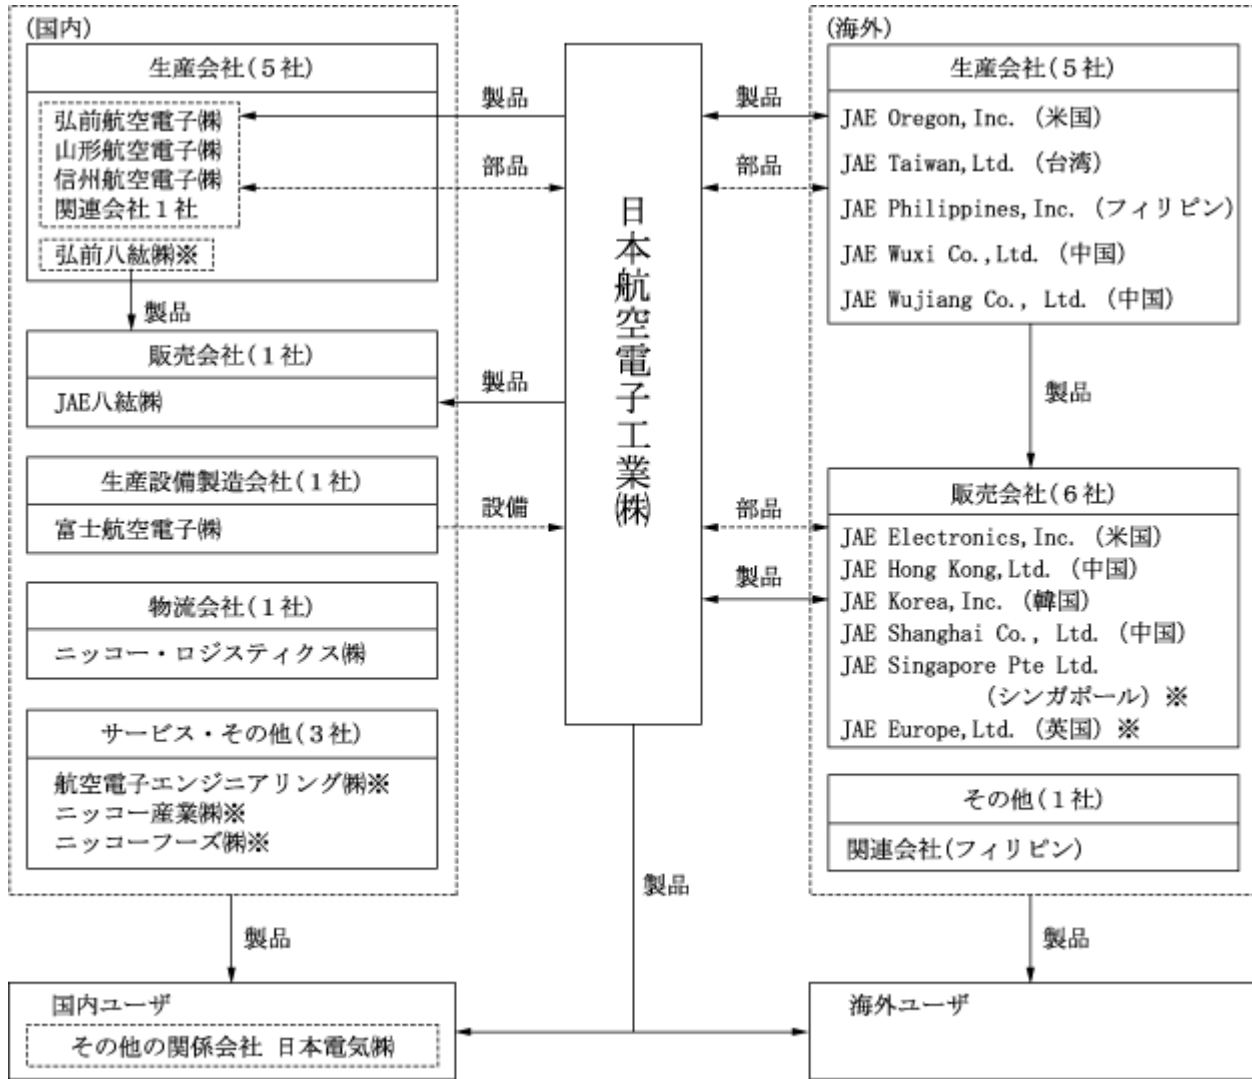 (国内)
生産会社(５社)
弘前航空電子㈱
山形航空電子㈱
信州航空電子㈱
関連会社１社
弘前八紘㈱※
製品
販売会社(１社)
JAE八紘㈱
生産設備製造会社(１社)
富士航空電子㈱
物流会社(１社)
ニッコー・ロジスティクス㈱
サービス・その他(３社)
航空電子エンジニアリング㈱※
ニッコー産業㈱※
ニッコーフーズ㈱※
製品
部品
製品
設備
日本航空電子工業㈱
製品
部品
部品
製品
(海外)
生産会社(５社)
JAE Oregon,Inc. (米国)
JAE Taiwan,Ltd. (台湾)
JAE Philippines,Inc. (フィリピン)
JAE Wuxi Co.,Ltd. (中国)
JAE Wujiang Co., Ltd. (中国)
製品
販売会社(６社)
JAE Electronics,Inc. (米国)
JAE Hong Kong,Ltd. (中国)
JAE Korea,Inc. (韓国)
JAE Shanghai Co., Ltd. (中国)
JAE Singapore Pte Ltd.
(シンガポール) ※
JAE Europe,Ltd. (英国) ※
その他(１社)
関連会社(フィリピン)
製品
製品
製品
国内ユーザ
その他の関係会社 日本電気㈱
海外ユーザ